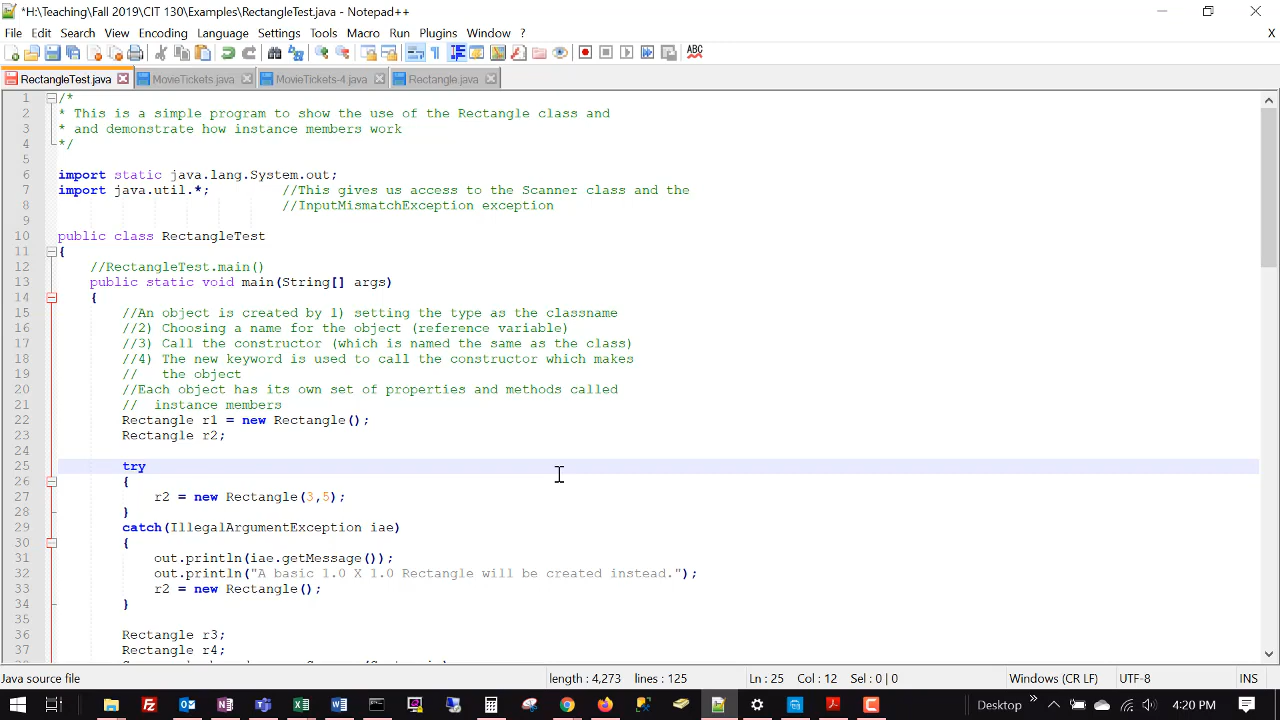 *H:\Teaching\Fall 2019\CIT 130\Examples\RectangleTest.java - Notepad++
File Edit Search View Encoding Language Settings Tools Macro Run Plugins Window ? X
ABC
RectangleTest.java MovieTickets.java MovieTickets-4.java Rectangle.java
1 /*
2 * This is a simple program to show the use of the Rectangle class and
3 * and demonstrate how instance members work
4 */
5
6 import static java.lang.System.out;
7 import java.util.*; //This gives us access to the Scanner class and the
8 //InputMismatchException exception
9
10 public class RectangleTest
11 {
12 //RectangleTest.main()
13 public static void main(String[] args)
14 {
15 //An object is created by 1) setting the type as the classname
16 //2) Choosing a name for the object (reference variable)
17 //3) Call the constructor (which is named the same as the class)
18 //4) The new keyword is used to call the constructor which makes
19 // the object
20 //Each object has its own set of properties and methods called
21 // instance members
22 Rectangle r1 = new Rectangle();
23 Rectangle r2;
24
25 try
26 {
27 r2 = new Rectangle(3,5);
28 }
29 catch(IllegalArgumentException iae)
30 {
31 out.println(iae.getMessage());
32 out.println("A basic 1.0 X 1.0 Rectangle will be created instead.");
33 r2 = new Rectangle();
34 }
35
36 Rectangle r3;
37 Rectangle r4;
Java source file length : 4,273 lines : 125 Ln : 25 Col : 12 Sel : 0 | 0 Windows (CR LF) UTF-8 INS
Desktop 4:20 PM